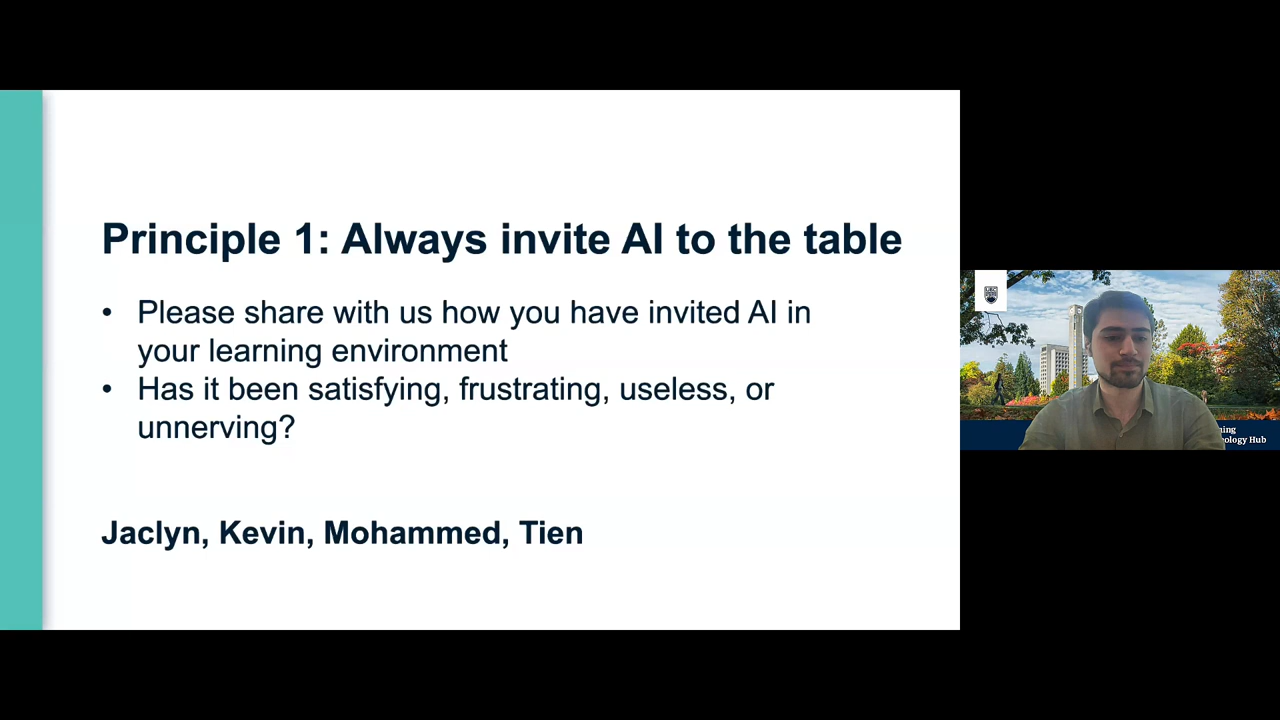 Principle 1: Always invite AI to the table
• Please share with us how you have invited AI in
your learning environment
• Has it been satisfying, frustrating, useless, or
unnerving?
Jaclyn, Kevin, Mohammed, Tien
Hub